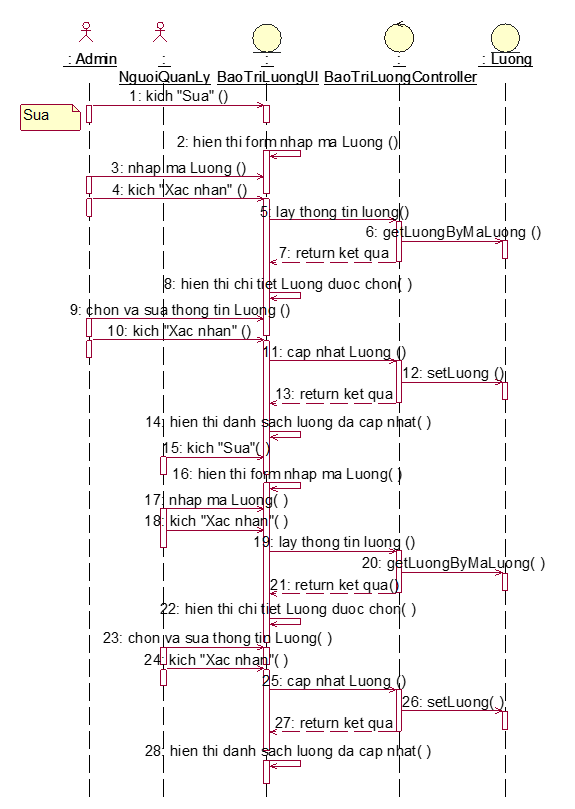 : Admin
:
NguoiQuanLy
:
BaoTriLuongUI
:
BaoTriLuongController
: Luong
Sua
1: kich "Sua" ()
2: hien thi form nhap ma Luong ()
3: nhap ma Luong ()
4: kich "Xac nhan" ()
5: lay thong tin luong()
6: getLuongByMaLuong ()
7: return ket qua
8: hien thi chi tiet Luong duoc chon( )
9: chon va sua thong tin Luong ()
10: kich "Xac nhan" ()
11: cap nhat Luong ()
12: setLuong ()
13: return ket qua
14: hien thi danh sach luong da cap nhat( )
15: kich "Sua"( )
16: hien thi form nhap ma Luong( )
17: nhap ma Luong( )
18: kich "Xac nhan"( )
19: lay thong tin luong ()
20: getLuongByMaLuong( )
21: return ket qua()
22: hien thi chi tiet Luong duoc chon( )
23: chon va sua thong tin Luong( )
24: kich "Xac nhan"( )
25: cap nhat Luong ()
26: setLuong( )
27: return ket qua
28: hien thi danh sach luong da cap nhat( )